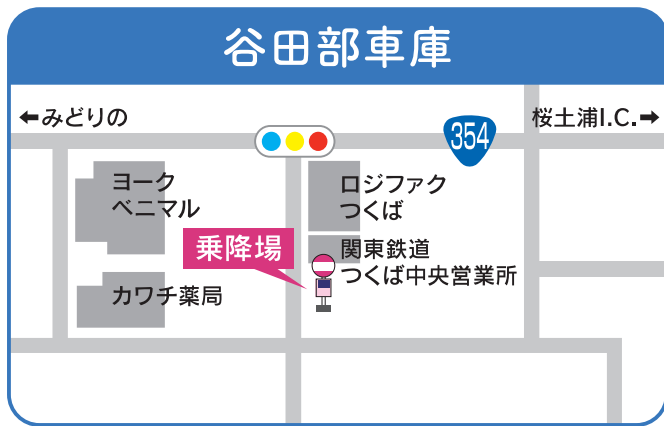 谷田部車庫
←みどりの
桜土浦I.C.→
354
ヨーク
ベニマル
ロジファク
つくば
乗降場
関東鉄道
つくば中央営業所
カワチ薬局